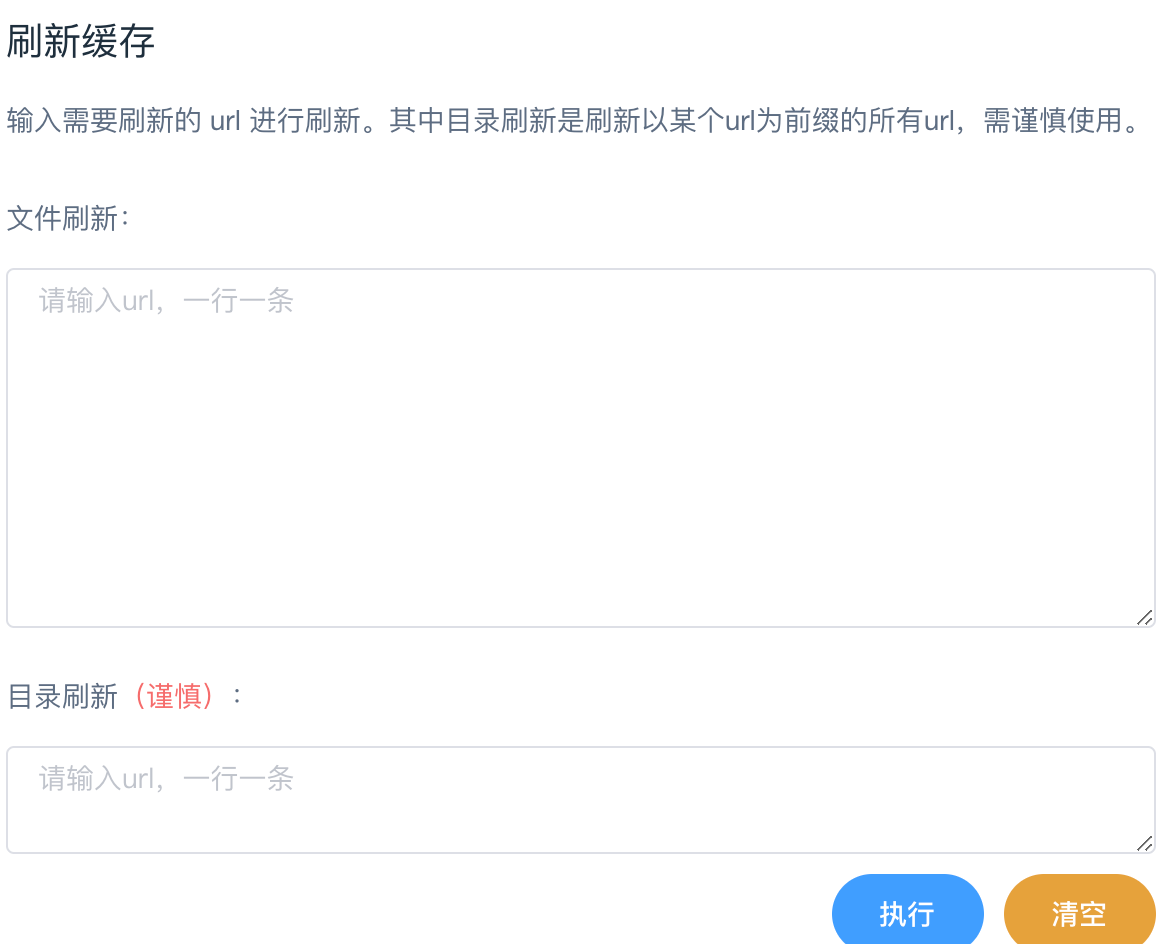 刷新缓存
输入需要刷新的 url 进行刷新。其中目录刷新是刷新以某个url为前缀的所有url，需谨慎使用。
文件刷新：
请输入url，一行一条
目录刷新（谨慎）：
请输入url，一行一条
执行 清空